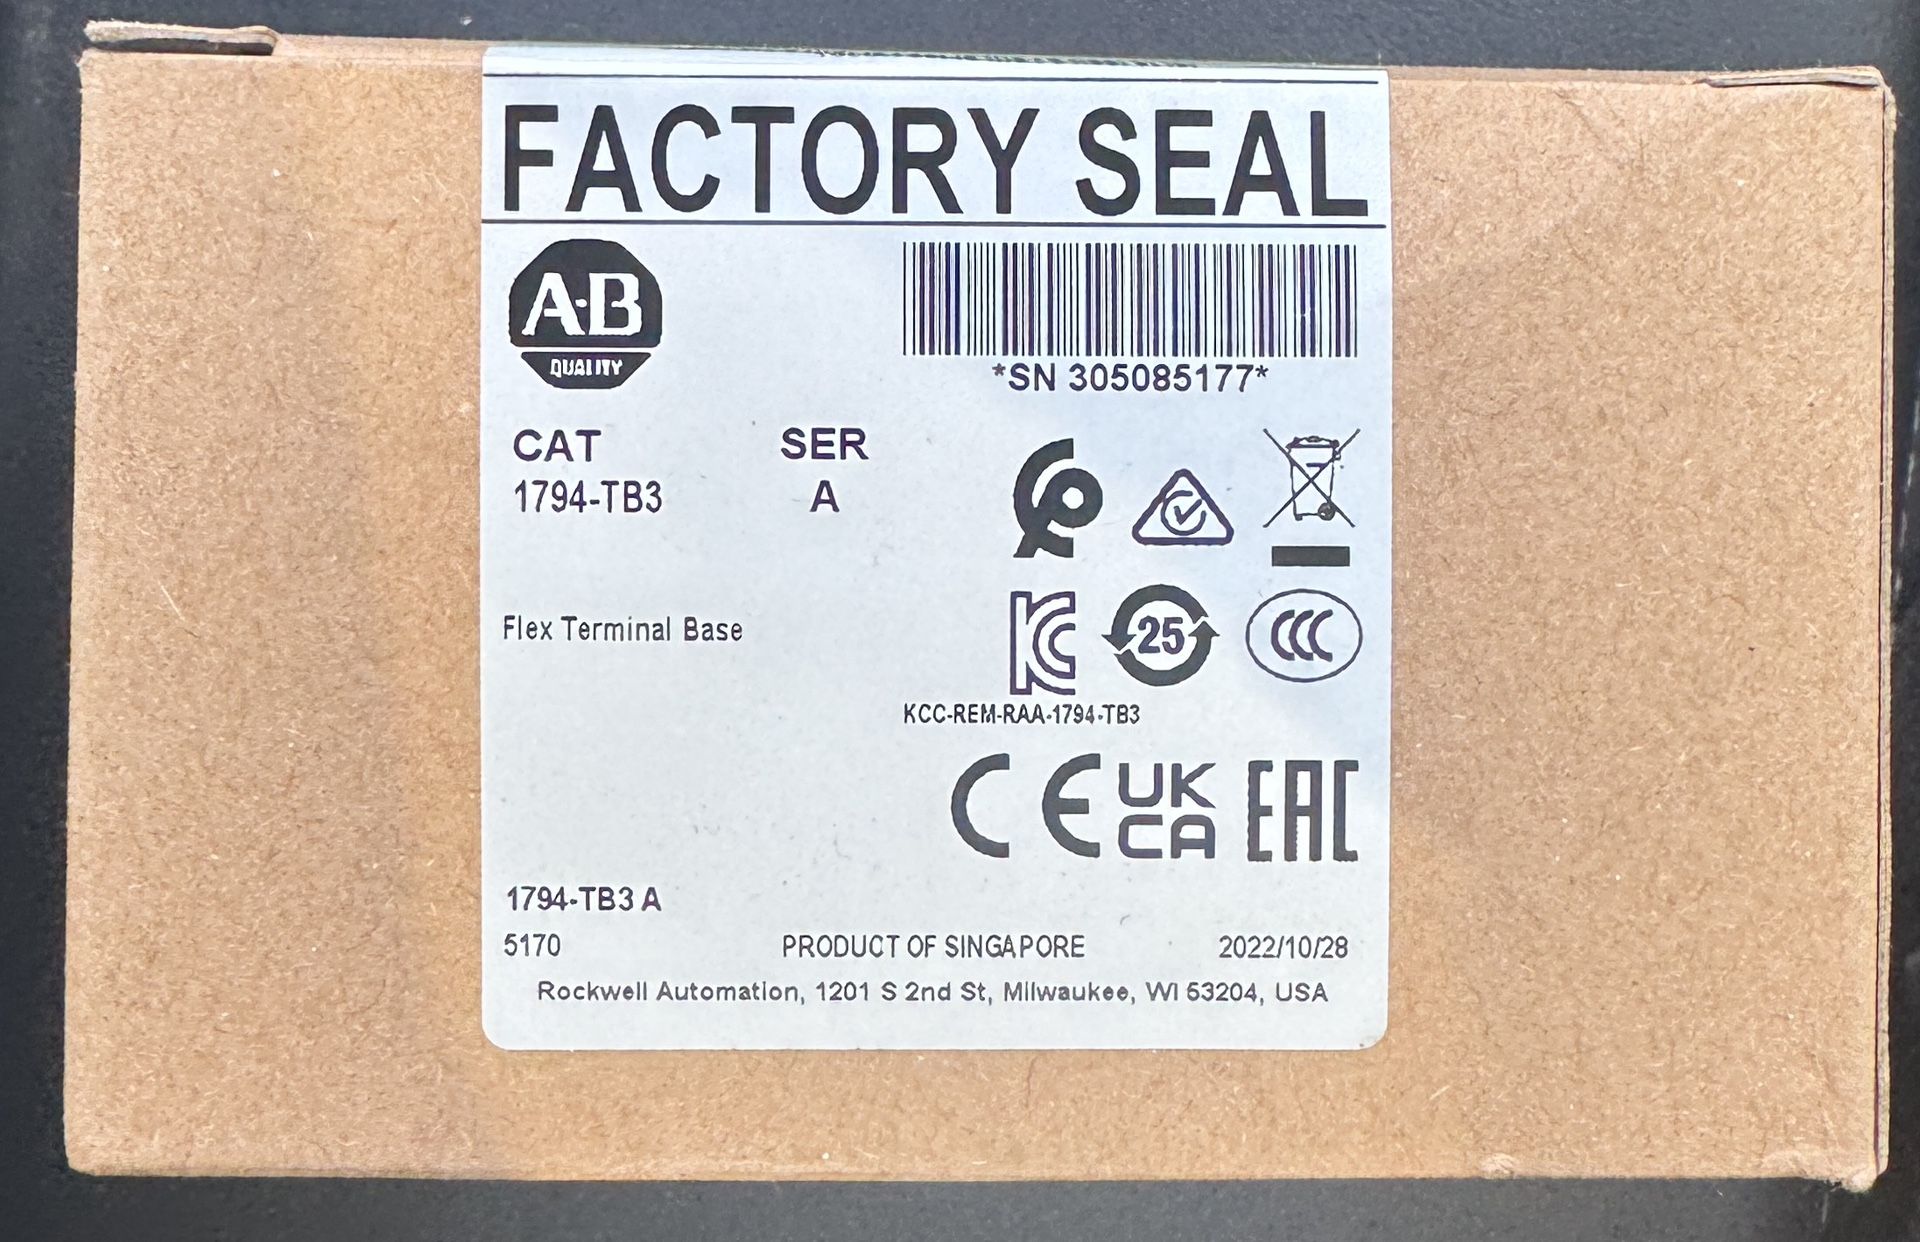 FACTORY SEAL
A-B
QUALITY
*SN 305085177*
CAT SER
1794-TB3 A
Flex Terminal Base
KC
25
CCC
KCC-REM-RAA-1794-TB3
CE UK CA EAC
1794-TB3 A
5170 PRODUCT OF SINGAPORE 2022/10/28
Rockwell Automation, 1201 S 2nd St, Milwaukee, WI 53204, USA